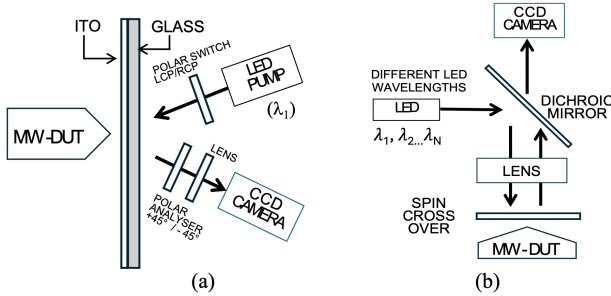 ITO
GLASS
POLAR SWITCH
LCP/RCP
LED
PUMP
(λ₁)
MW-DUT
LENS
POLAR
ANALYSER
+45° / -45°
CCD
CAMERA
(a)
CCD
CAMERA
DIFFERENT LED
WAVELENGTHS
LED
λ₁, λ₂... λN
DICHROIC
MIRROR
LENS
SPIN
CROSS
OVER
MW-DUT
(b)